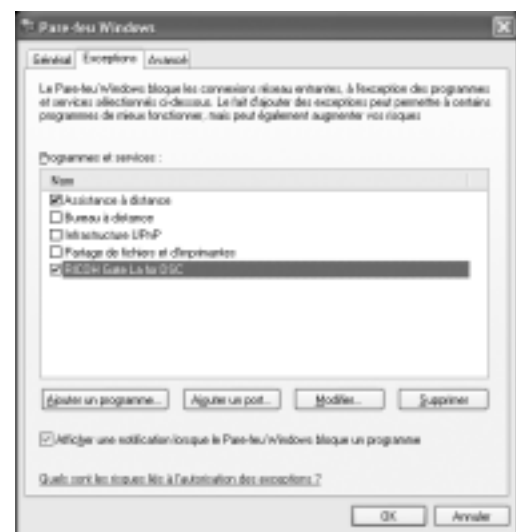 Pare-feu Windows
Général Exceptions Avancé
Le Pare-feu Windows bloque les connexions réseau entrantes, à l'exception des programmes
et services sélectionnés ci-dessous. Le fait d'ajouter des exceptions peut permettre à certains
programmes de mieux fonctionner, mais peut également augmenter vos risques
Programmes et services :
Nom
Assistance à distance
Bureau à distance
Infrastructure UPnP
Partage de fichiers et d'imprimantes
RICOH Gate La for DSC
Ajouter un programme... Ajouter un port... Modifier... Supprimer
Afficher une notification lorsque le Pare-feu Windows bloque un programme
Quels sont les risques liés à l'autorisation des exceptions ?
OK Annuler